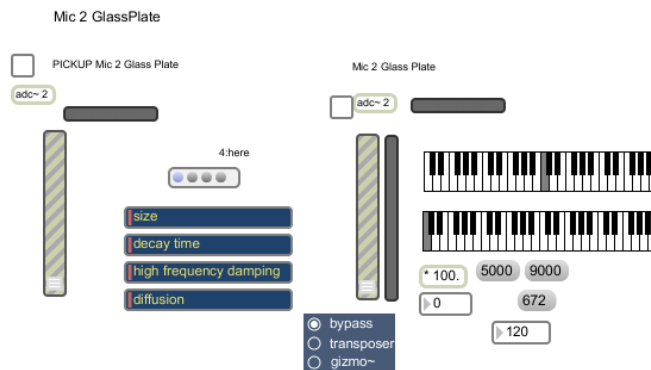 Mic 2 GlassPlate
PICKUP Mic 2 Glass Plate
adc~ 2
4:here
size
decay time
high frequency damping
diffusion
Mic 2 Glass Plate
adc~ 2
* 100.
5000
9000
0
672
120
bypass
transposer
gizmo~